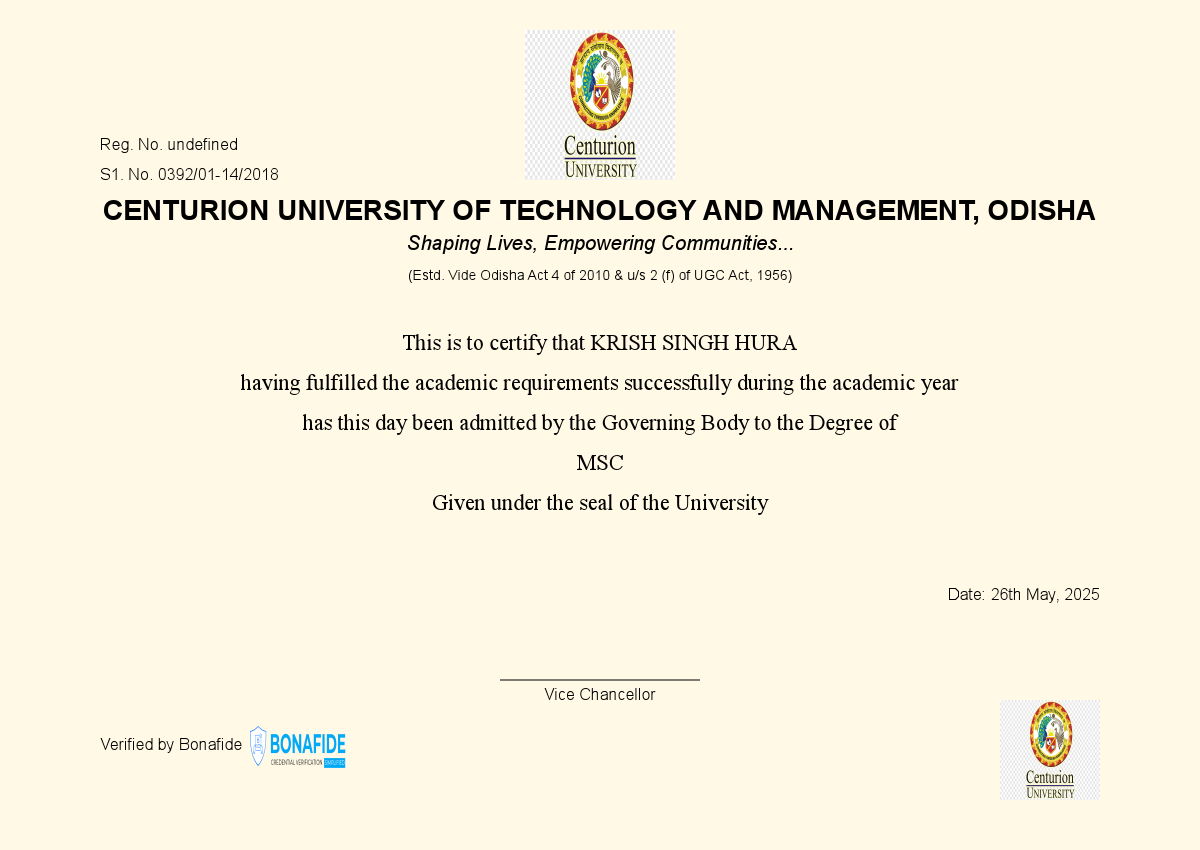 Centurion
UNIVERSITY
Reg. No. undefined
S1. No. 0392/01-14/2018
CENTURION UNIVERSITY OF TECHNOLOGY AND MANAGEMENT, ODISHA
Shaping Lives, Empowering Communities...
(Estd. Vide Odisha Act 4 of 2010 & u/s 2 (f) of UGC Act, 1956)
This is to certify that KRISH SINGH HURA
having fulfilled the academic requirements successfully during the academic year
has this day been admitted by the Governing Body to the Degree of
MSC
Given under the seal of the University
Date: 26th May, 2025
Vice Chancellor
Verified by Bonafide
BONAFIDE
CREDENTIAL VERIFICATION SIMPLIFIED
Centurion
UNIVERSITY